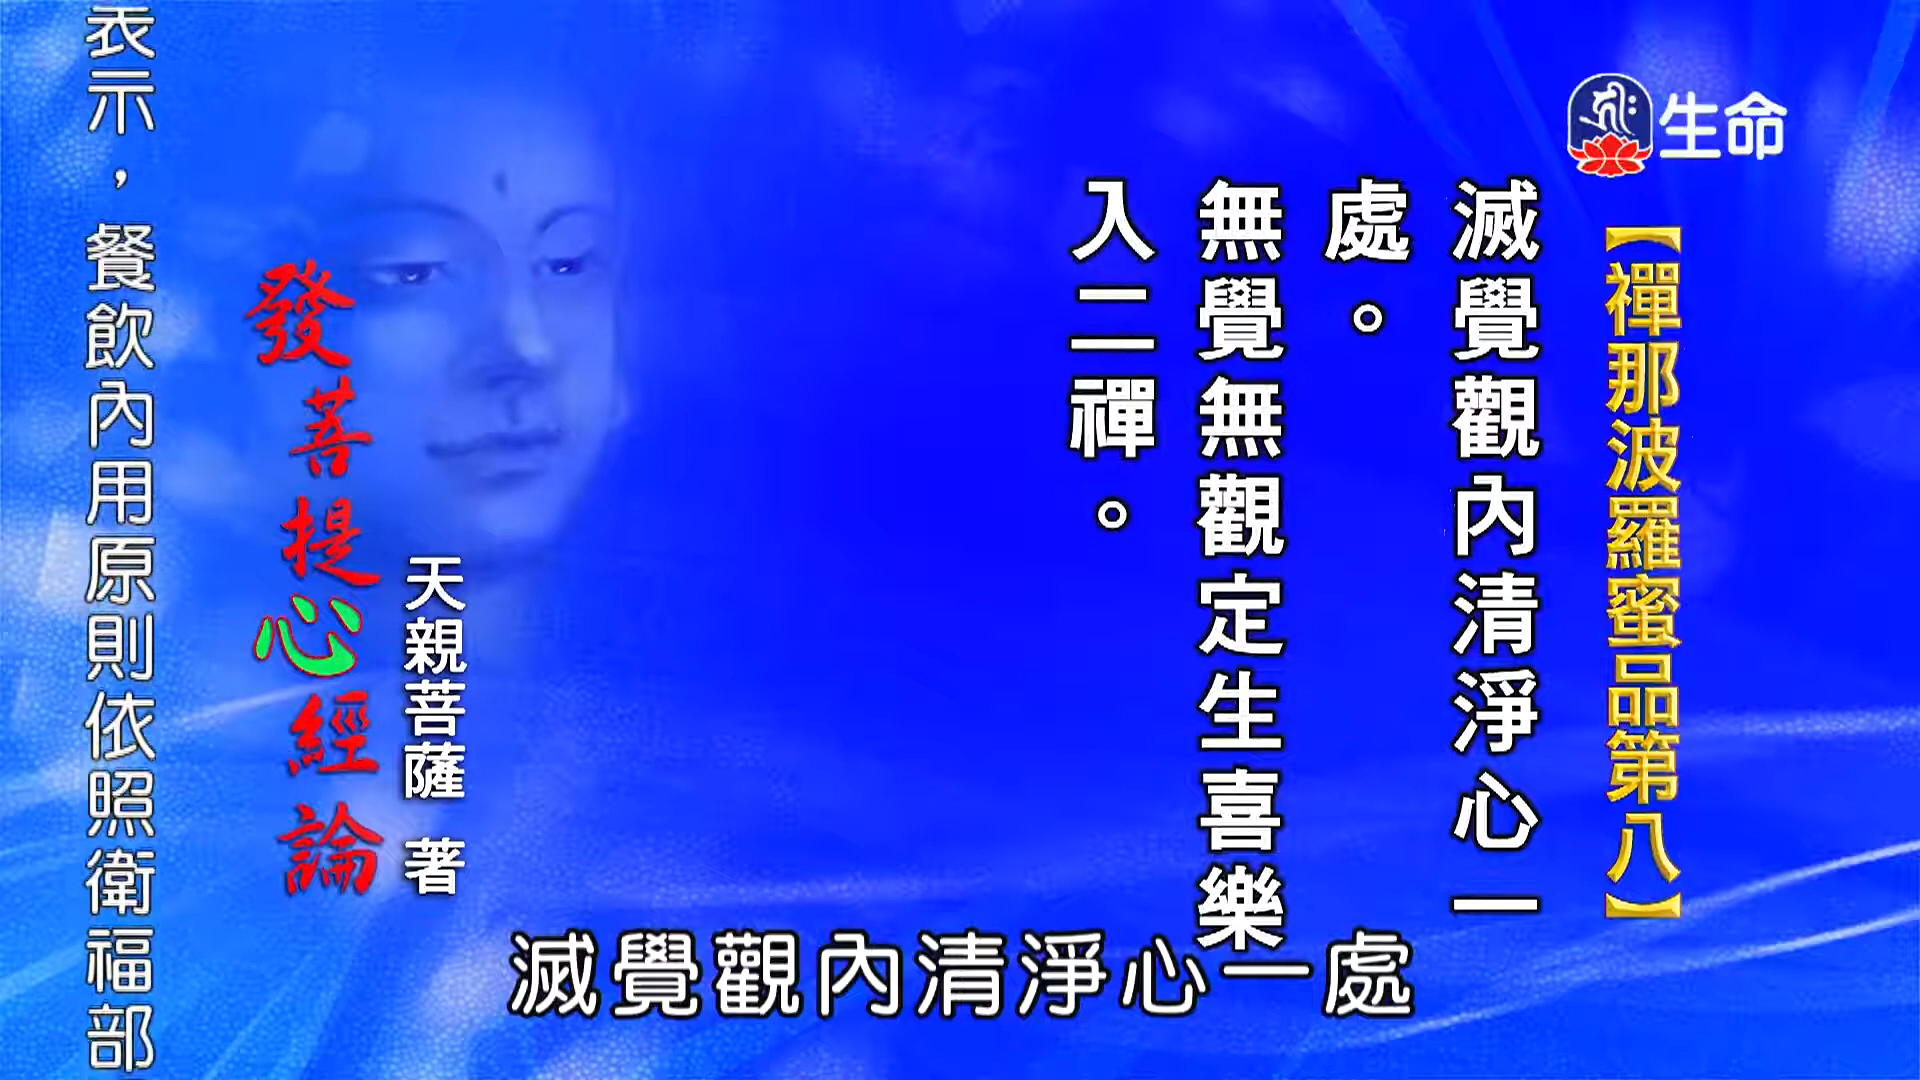 生命
【禪那波羅蜜品第八】
滅覺觀內清淨心一
處。
無覺無觀定生喜樂
入二禪。
天親菩薩 著
發菩提心經論
表示，餐飲內用原則依照衛福部
滅覺觀內清淨心一處